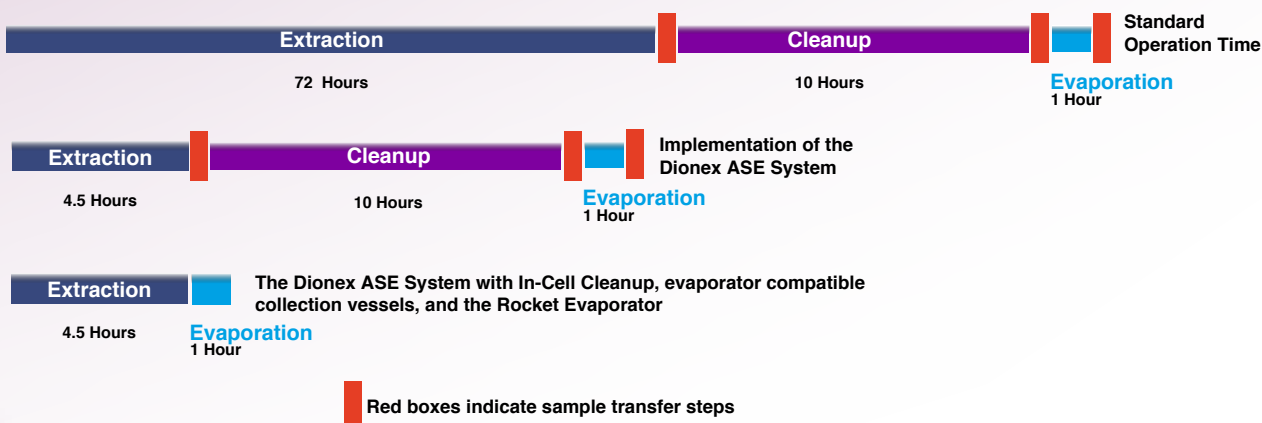 Extraction
Cleanup
Standard
Operation Time
72 Hours
10 Hours
Evaporation
1 Hour
Extraction
Cleanup
Implementation of the
Dionex ASE System
4.5 Hours
10 Hours
Evaporation
1 Hour
Extraction
The Dionex ASE System with In-Cell Cleanup, evaporator compatible
collection vessels, and the Rocket Evaporator
4.5 Hours
Evaporation
1 Hour
Red boxes indicate sample transfer steps